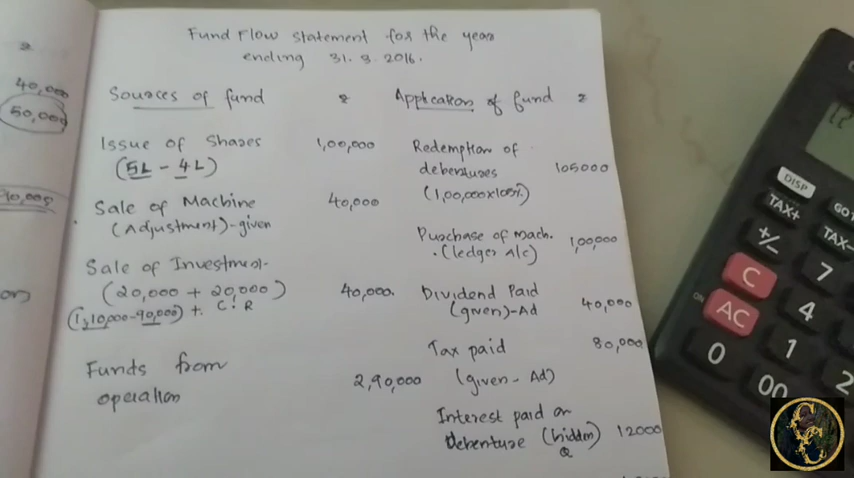 Fund Flow statement for the year
ending 31.3.2016.
Sources of fund ₹
Issue of shares 1,00,000
(5L - 4L)
Sale of Machine 40,000
(Adjustment)-given
Sale of Investment-
(20,000 + 20,000) 40,000.
(1,10,000-90,000) + C.R
Funds from
operation 2,90,000
Application of fund ₹
Redemption of
debentures 105000
(1,00,000x105%)
Purchase of Mach. 1,00,000
(ledger A/c)
Dividend Paid 40,000
(given)-Ad
Tax paid 80,000
(given - Ad)
Interest paid on
debenture (hidden) 12000
Q
₹
40,000
50,000
90,000
on
DISP
TAX+
TAX-
+/-
C
ON
AC
7
4
1
2
0
00